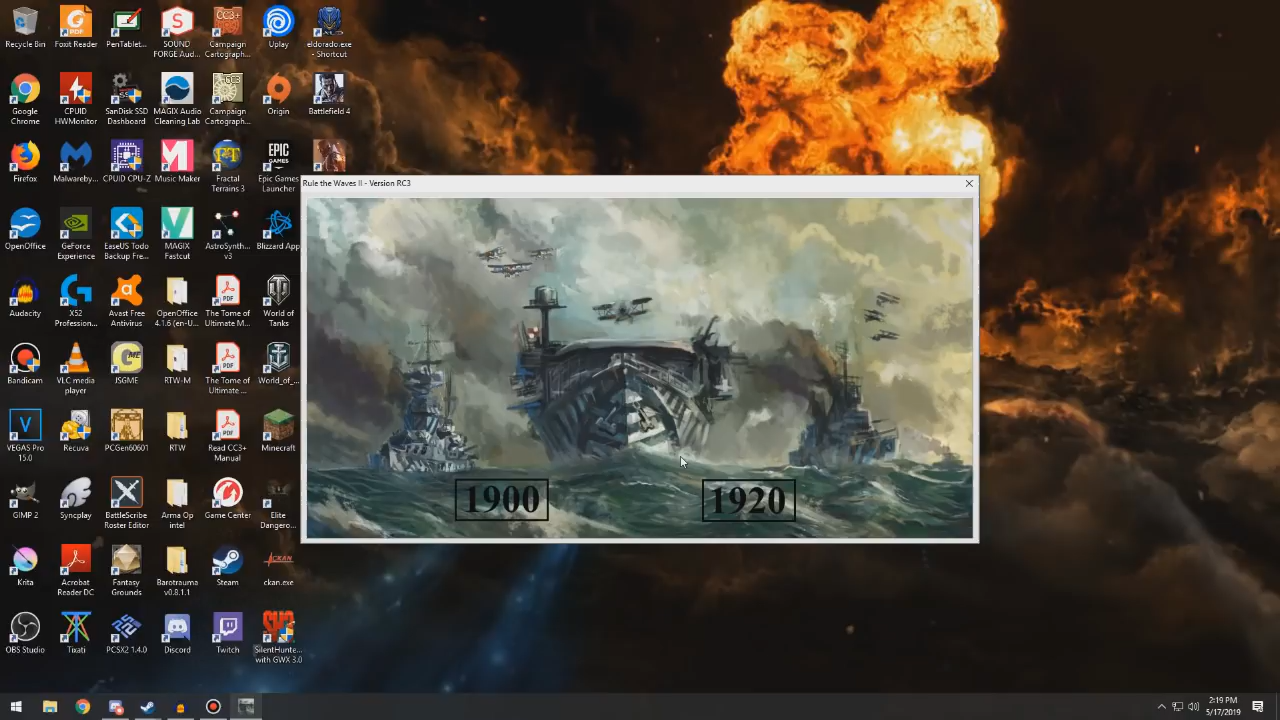 Recycle Bin
Foxit Reader
PenTablet...
SOUND
FORGE Aud...
Campaign
Cartograph...
Uplay
eldorado.exe
- Shortcut
Google
Chrome
CPUID
HWMonitor
SanDisk SSD
Dashboard
MAGIX Audio
Cleaning Lab
Campaign
Cartograph...
Origin
Battlefield 4
Firefox
Malwareby...
CPUID CPU-Z
Music Maker
Fractal
Terrains 3
Epic Games
Launcher
Rule the Waves II - Version RC3
OpenOffice
GeForce
Experience
EaseUS Todo
Backup Fre...
MAGIX
Fastcut
AstroSynth...
v3
Blizzard App
Audacity
X52
Profession...
Avast Free
Antivirus
OpenOffice
4.1.6 (en-U...
The Tome of
Ultimate M...
World of
Tanks
Bandicam
VLC media
player
JSGME
RTW-M
The Tome of
Ultimate ...
World_of_...
VEGAS Pro
15.0
Recuva
PCGen60601
RTW
Read CC3+
Manual
Minecraft
1900
1920
GIMP 2
Syncplay
BattleScribe
Roster Editor
Arma Op
intel
Game Center
Elite
Dangero...
Krita
Acrobat
Reader DC
Fantasy
Grounds
Barotrauma
v0.8.1.1
Steam
ckan.exe
OBS Studio
Tixati
PCSX2 1.4.0
Discord
Twitch
SilentHunte...
with GWX 3.0
2:19 PM
5/17/2019